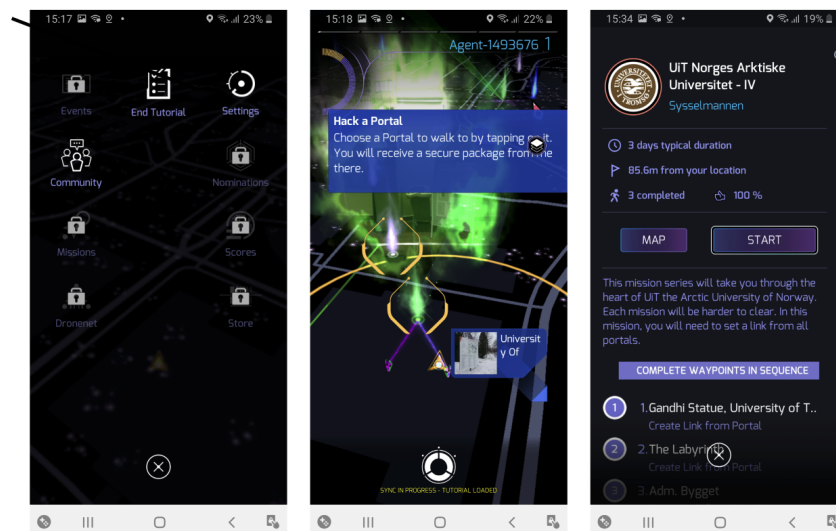 15:17
23%
Events
End Tutorial
Settings
Community
Nominations
Missions
Scores
Dronenet
Store
15:18
22%
Agent-1493676 1
Hack a Portal
Choose a Portal to walk to by tapping on it.
You will receive a secure package from the
there.
Universit
y Of
SYNC IN PROGRESS - TUTORIAL LOADED
15:34
19%
UiT Norges Arktiske
Universitet - IV
Sysselmannen
3 days typical duration
85.6m from your location
3 completed
100 %
MAP
START
This mission series will take you through the
heart of UiT the Arctic University of Norway.
Each mission will be harder to clear. In this
mission, you will need to set a link from all
portals.
COMPLETE WAYPOINTS IN SEQUENCE
1 1.Gandhi Statue, University of T..
Create Link from Portal
2 2.The Labyrinth
Create Link from Portal
3 3.Adm. Bygget